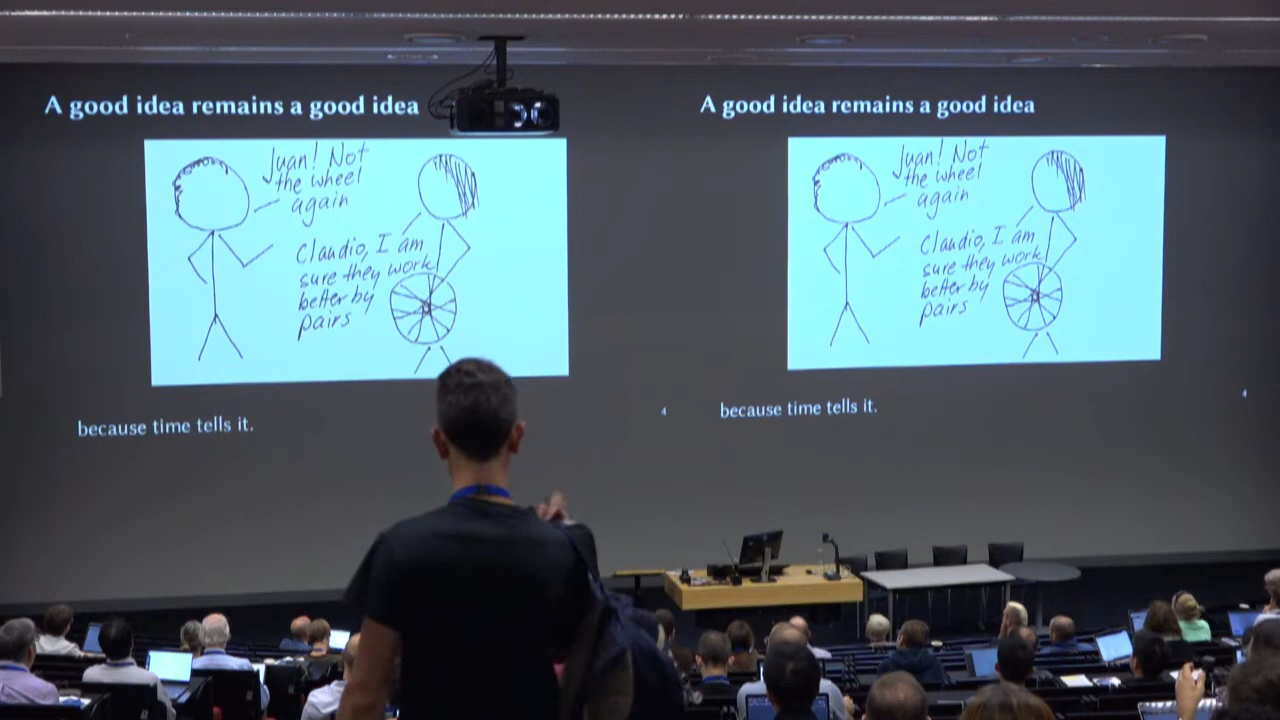 A good idea remains a good idea
Juan! Not
the wheel
again
Claudio, I am
sure they work
better by
pairs
because time tells it.
4
A good idea remains a good idea
Juan! Not
the wheel
again
Claudio, I am
sure they work
better by
pairs
because time tells it.
4